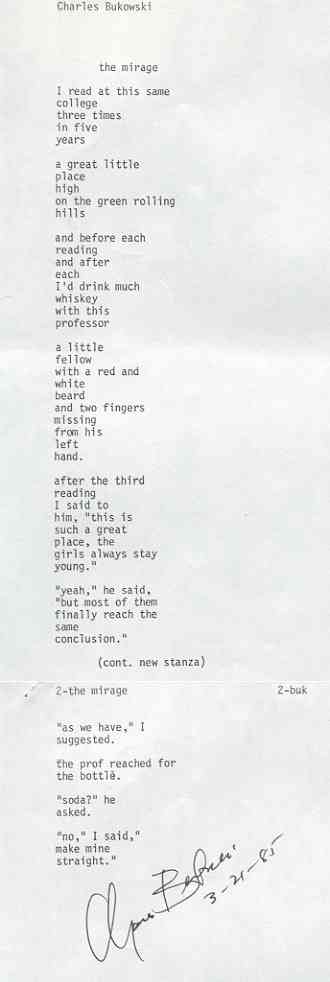 Charles Bukowski
the mirage
I read at this same
college
three times
in five
years
a great little
place
high
on the green rolling
hills
and before each
reading
and after
each
I'd drink much
whiskey
with this
professor
a little
fellow
with a red and
white
beard
and two fingers
missing
from his
left
hand.
after the third
reading
I said to
him, "this is
such a great
place, the
girls always stay
young."
"yeah," he said,
"but most of them
finally reach the
same
conclusion."
(cont. new stanza)
2-the mirage 2-buk
"as we have," I
suggested.
the prof reached for
the bottle.
"soda?" he
asked.
"no," I said,"
make mine
straight."
Charles Bukowski
3-21-85